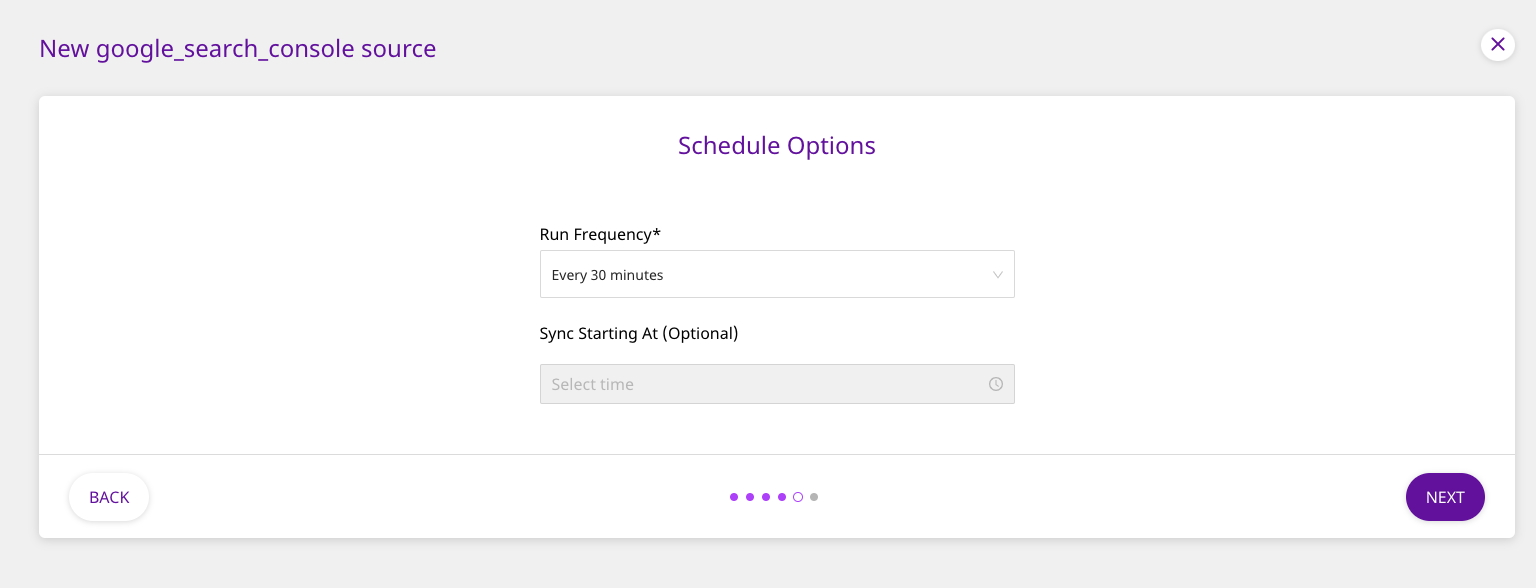 New google_search_console source
Schedule Options
Run Frequency*
Every 30 minutes
Sync Starting At (Optional)
Select time
BACK
NEXT